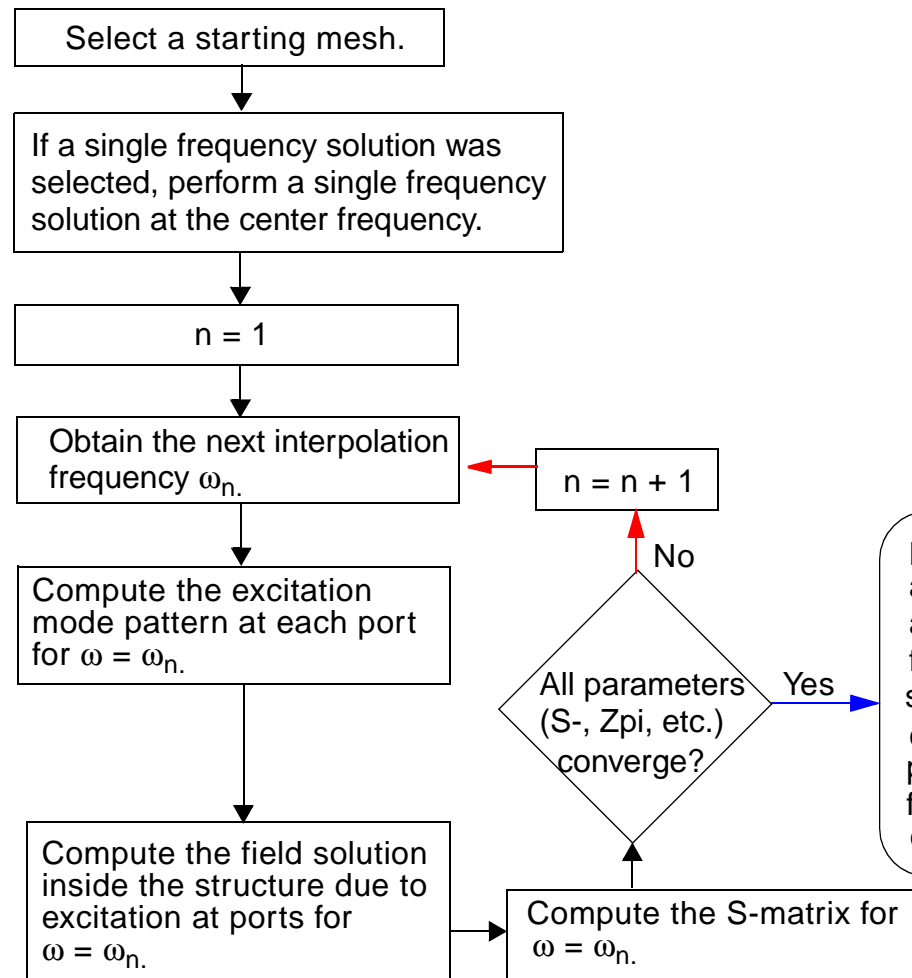 Select a starting mesh.
If a single frequency solution was
selected, perform a single frequency
solution at the center frequency.
n = 1
Obtain the next interpolation
frequency ωn.
n = n + 1
No
Compute the excitation
mode pattern at each port
for ω = ωn.
All parameters
(S-, Zpi, etc.)
converge?
Yes
Compute the field solution
inside the structure due to
excitation at ports for
ω = ωn.
Compute the S-matrix for
ω = ωn.